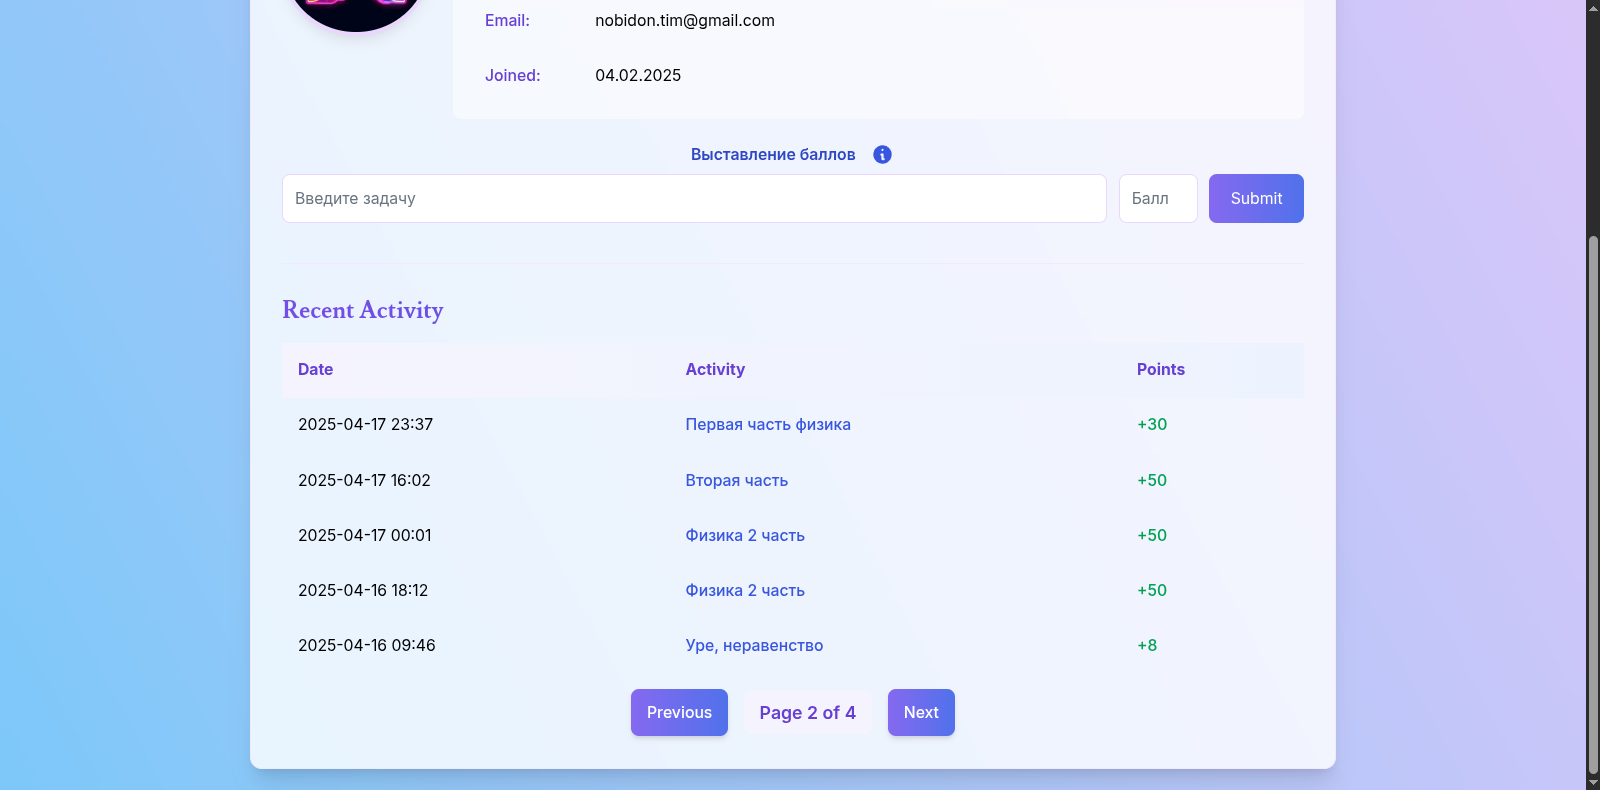 Email: nobidon.tim@gmail.com
Joined: 04.02.2025
Выставление баллов
Введите задачу Балл Submit
Recent Activity
Date Activity Points
2025-04-17 23:37 Первая часть физика +30
2025-04-17 16:02 Вторая часть +50
2025-04-17 00:01 Физика 2 часть +50
2025-04-16 18:12 Физика 2 часть +50
2025-04-16 09:46 Уре, неравенство +8
Previous Page 2 of 4 Next